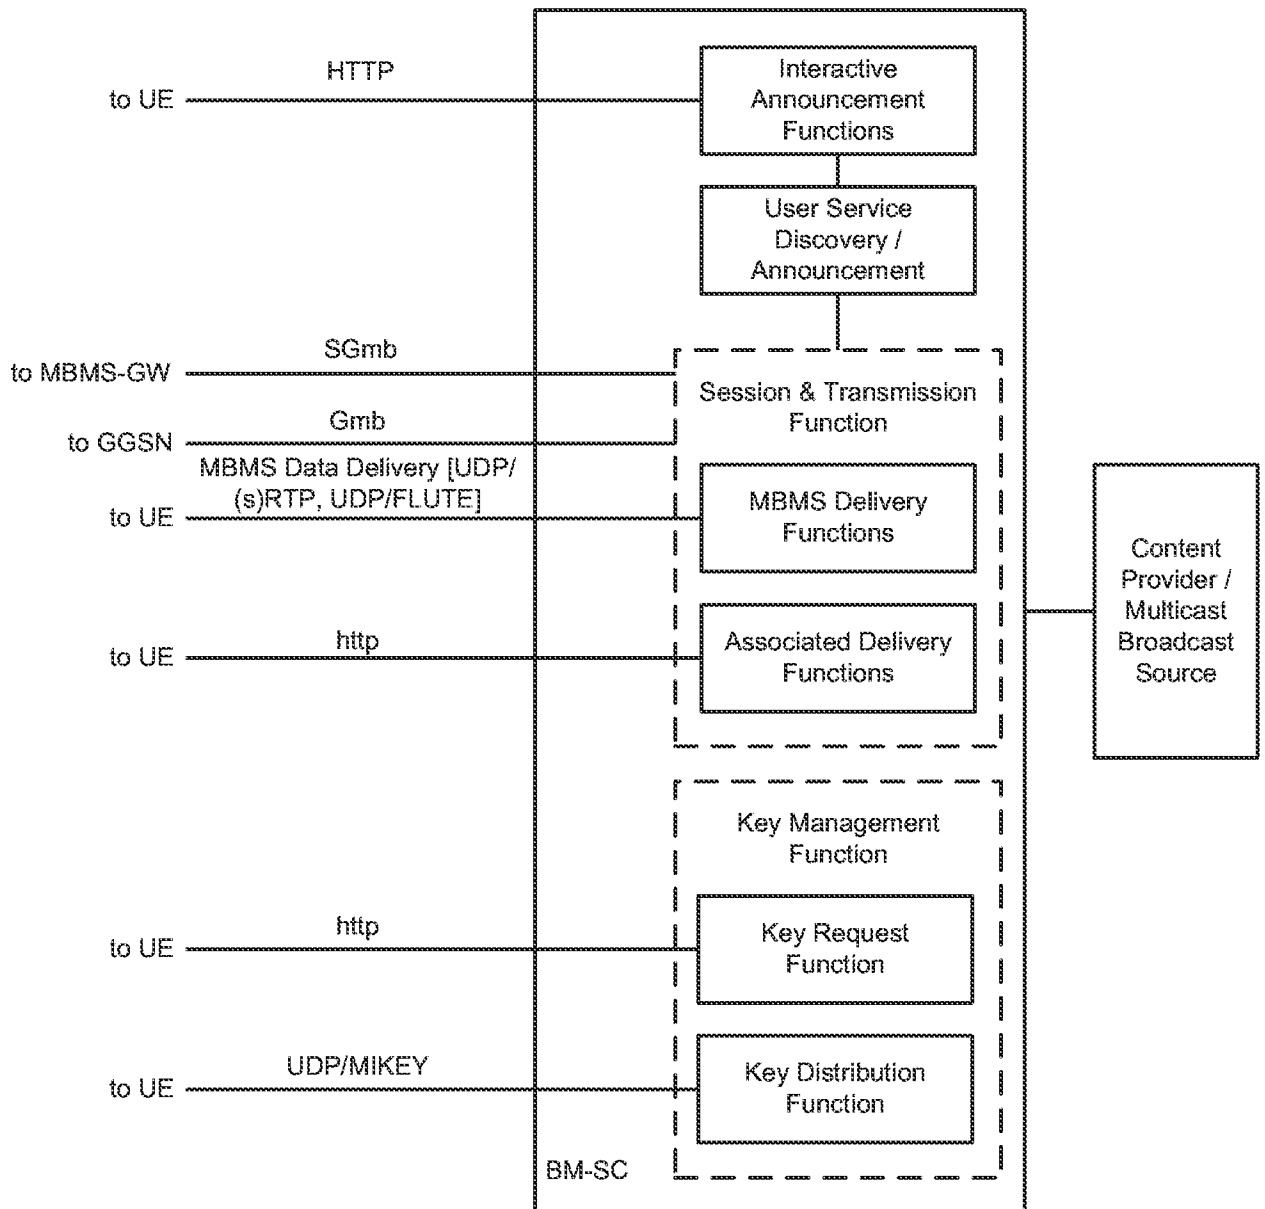 HTTP
to UE
Interactive
Announcement
Functions
User Service
Discovery /
Announcement
SGmb
to MBMS-GW
Session & Transmission
Function
Gmb
to GGSN
MBMS Data Delivery [UDP/
(s)RTP, UDP/FLUTE]
to UE
MBMS Delivery
Functions
Content
Provider /
Multicast
Broadcast
Source
http
to UE
Associated Delivery
Functions
Key Management
Function
http
to UE
Key Request
Function
UDP/MIKEY
to UE
Key Distribution
Function
BM-SC